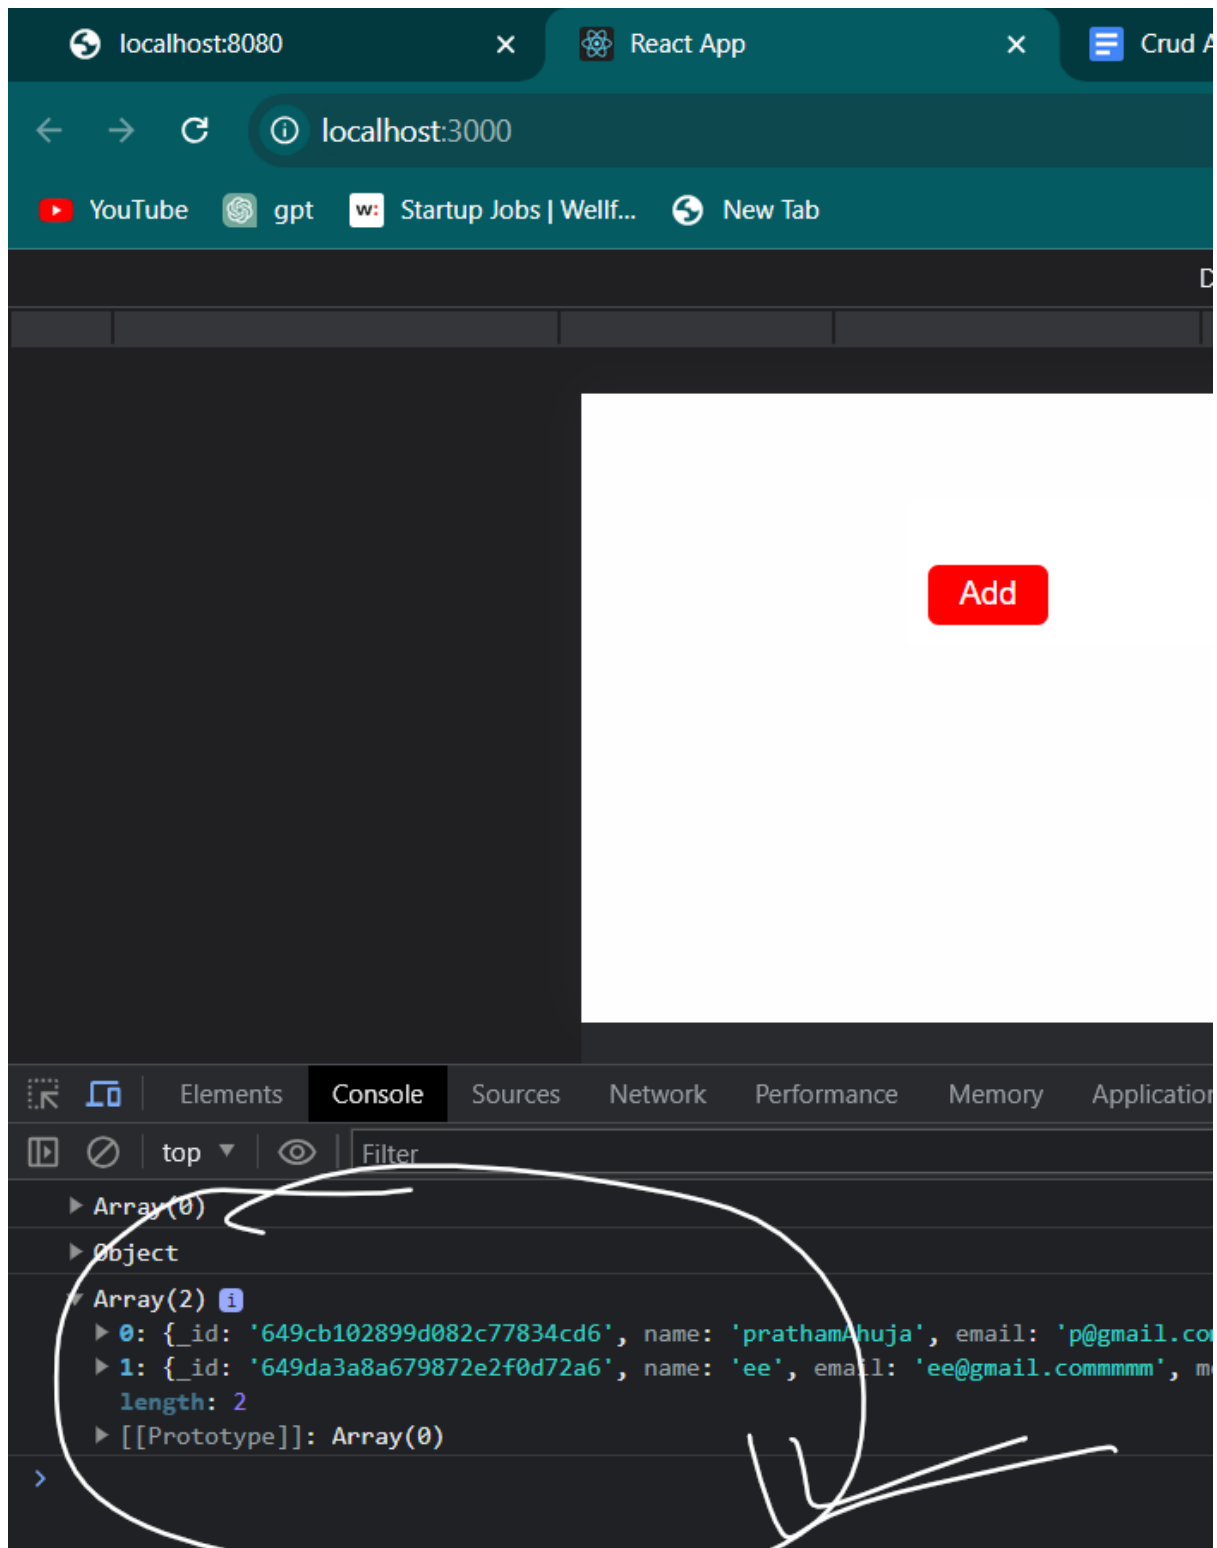 localhost:8080 × React App × Crud A
localhost:3000
YouTube gpt w: Startup Jobs | Wellf... New Tab
D
Add
Elements Console Sources Network Performance Memory Application
top Filter
Array(0)
Object
Array(2) i
0: {_id: '649cb102899d082c77834cd6', name: 'prathamAhuja', email: 'p@gmail.com
1: {_id: '649da3a8a679872e2f0d72a6', name: 'ee', email: 'ee@gmail.commmmm', m
length: 2
[[Prototype]]: Array(0)